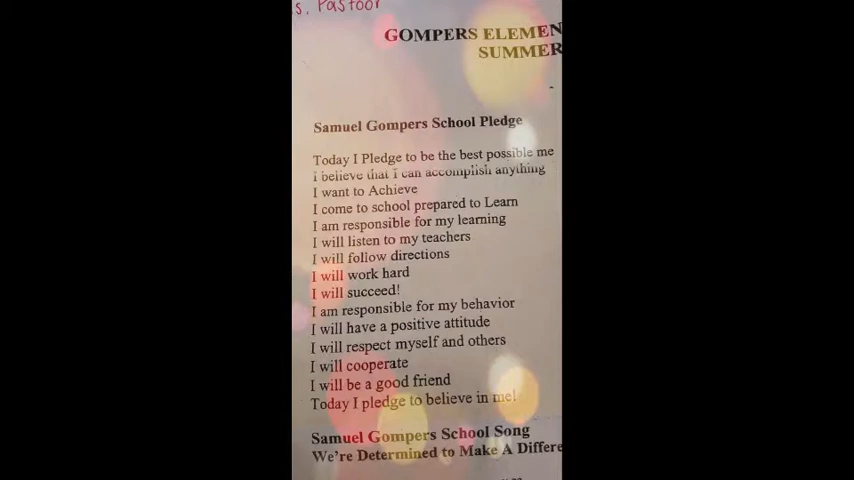 s. Pastoor
GOMPERS ELEMEN
SUMMER
Samuel Gompers School Pledge
Today I Pledge to be the best possible me
I believe that I can accomplish anything
I want to Achieve
I come to school prepared to Learn
I am responsible for my learning
I will listen to my teachers
I will follow directions
I will work hard
I will succeed!
I am responsible for my behavior
I will have a positive attitude
I will respect myself and others
I will cooperate
I will be a good friend
Today I pledge to believe in me!
Samuel Gompers School Song
We're Determined to Make A Differe